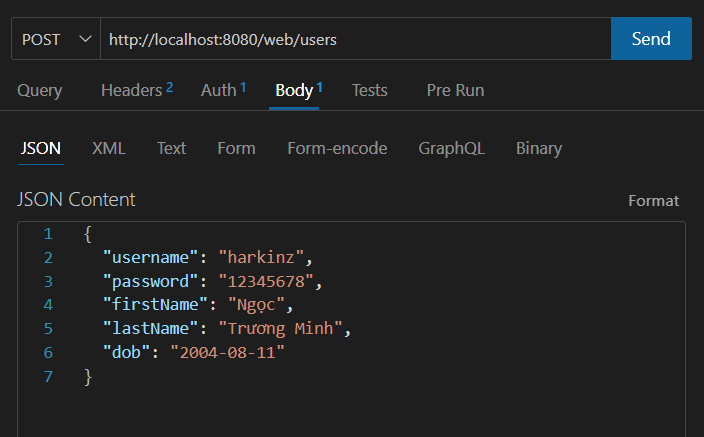 POST http://localhost:8080/web/users Send
Query Headers 2 Auth 1 Body 1 Tests Pre Run
JSON XML Text Form Form-encode GraphQL Binary
JSON Content Format
1 {
2 "username": "harkinz",
3 "password": "12345678",
4 "firstName": "Ngọc",
5 "lastName": "Trương Minh",
6 "dob": "2004-08-11"
7 }